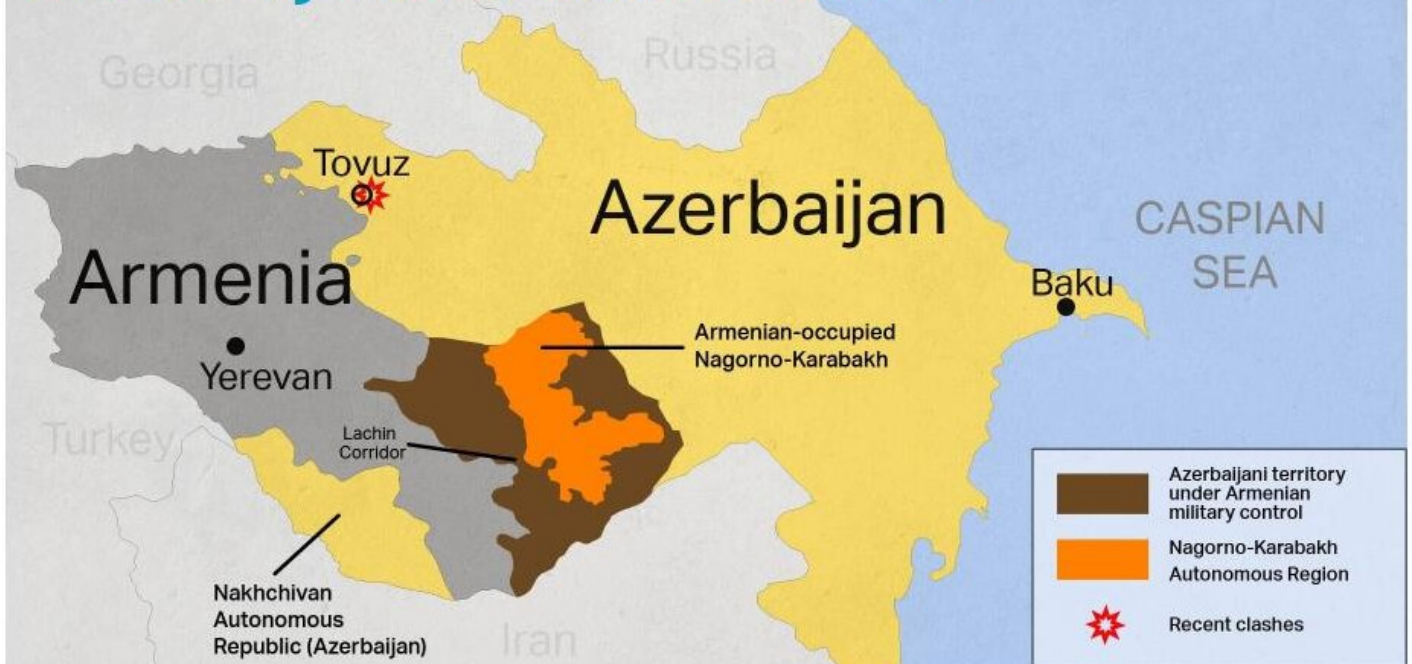 Georgia
Russia
Tovuz
Azerbaijan
CASPIAN
SEA
Armenia
Baku
Armenian-occupied
Nagorno-Karabakh
Yerevan
Turkey
Lachin
Corridor
Nakhchivan
Autonomous
Republic (Azerbaijan)
Iran
Azerbaijani territory
under Armenian
military control
Nagorno-Karabakh
Autonomous Region
Recent clashes